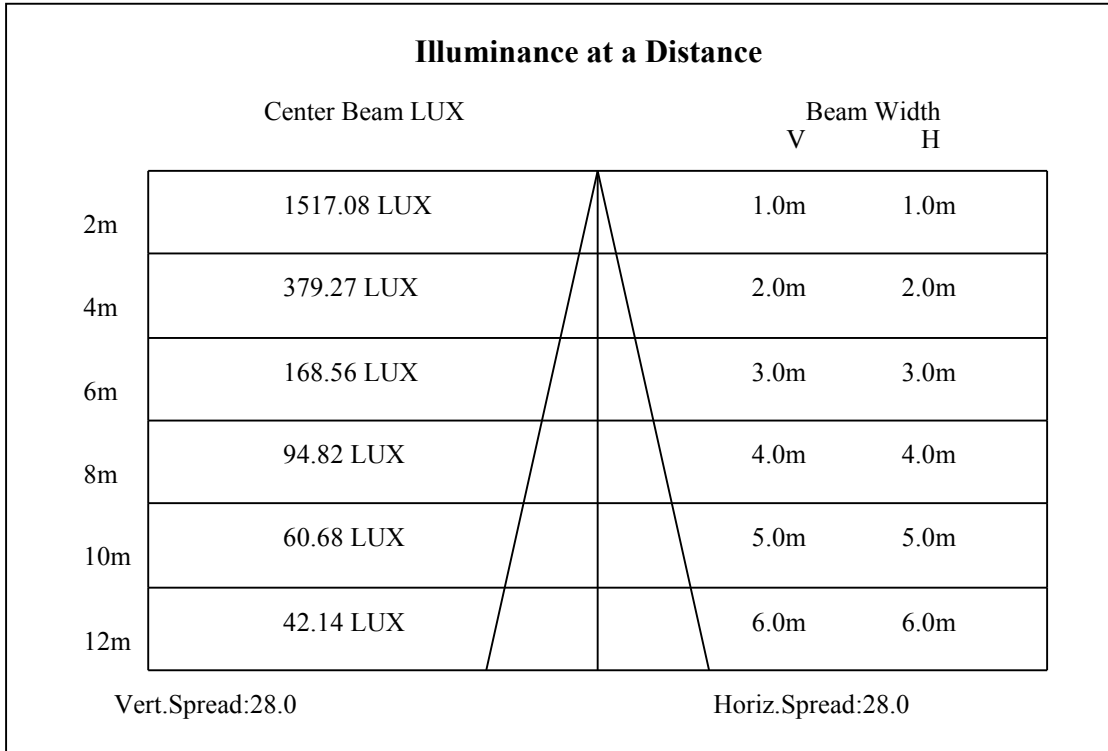 Illuminance at a Distance
Center Beam LUX Beam Width
V H
2m 1517.08 LUX 1.0m 1.0m
4m 379.27 LUX 2.0m 2.0m
6m 168.56 LUX 3.0m 3.0m
8m 94.82 LUX 4.0m 4.0m
10m 60.68 LUX 5.0m 5.0m
12m 42.14 LUX 6.0m 6.0m
Vert.Spread:28.0 Horiz.Spread:28.0